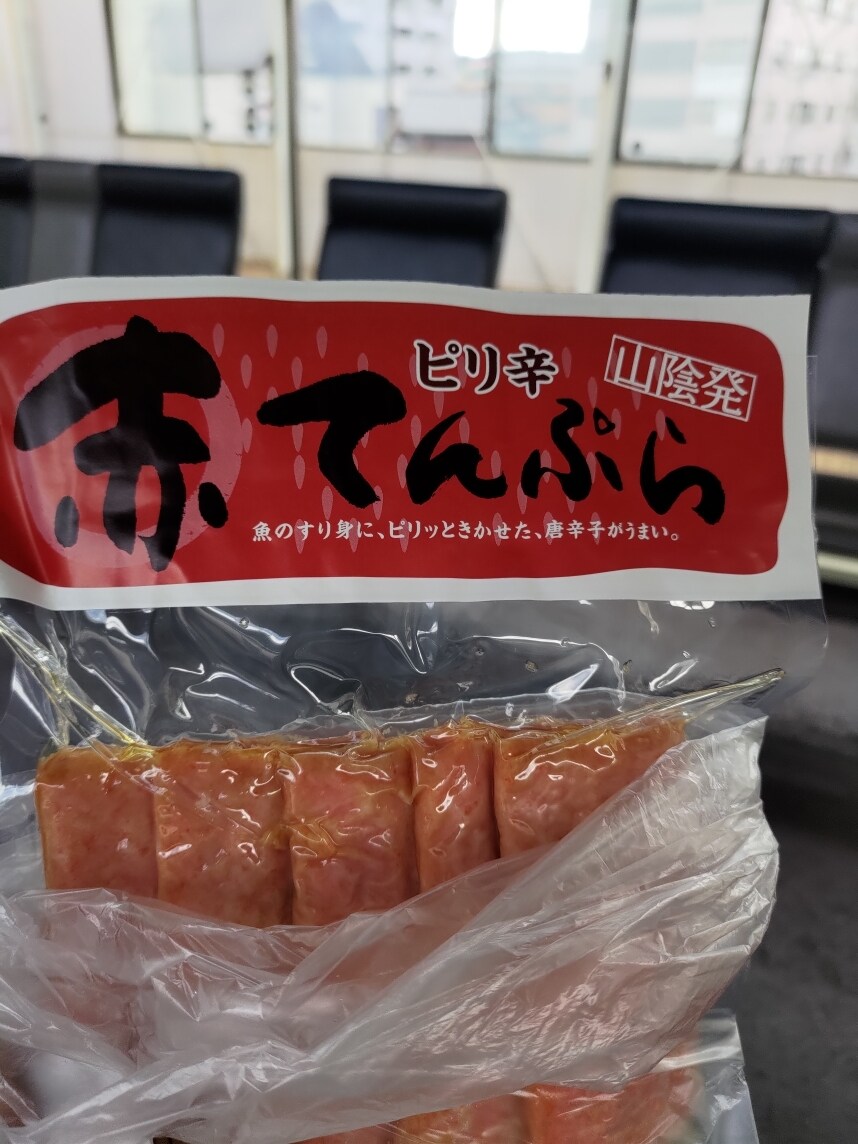 ピリ辛
山陰発
赤てんぷら
魚のすり身に、ピリッときかせた、唐辛子がうまい。